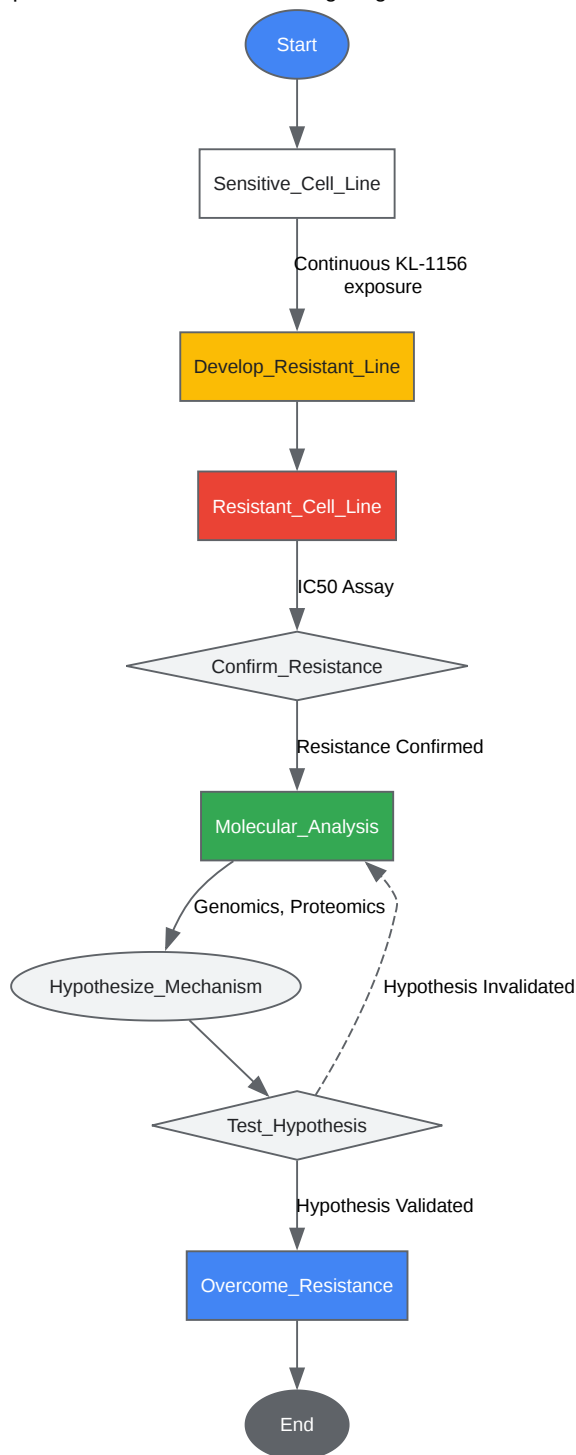 Start
Sensitive_Cell_Line
Continuous KL-1156
exposure
Develop_Resistant_Line
Resistant_Cell_Line
IC50 Assay
Confirm_Resistance
Resistance Confirmed
Molecular_Analysis
Genomics, Proteomics
Hypothesize_Mechanism
Hypothesis Invalidated
Test_Hypothesis
Hypothesis Validated
Overcome_Resistance
End